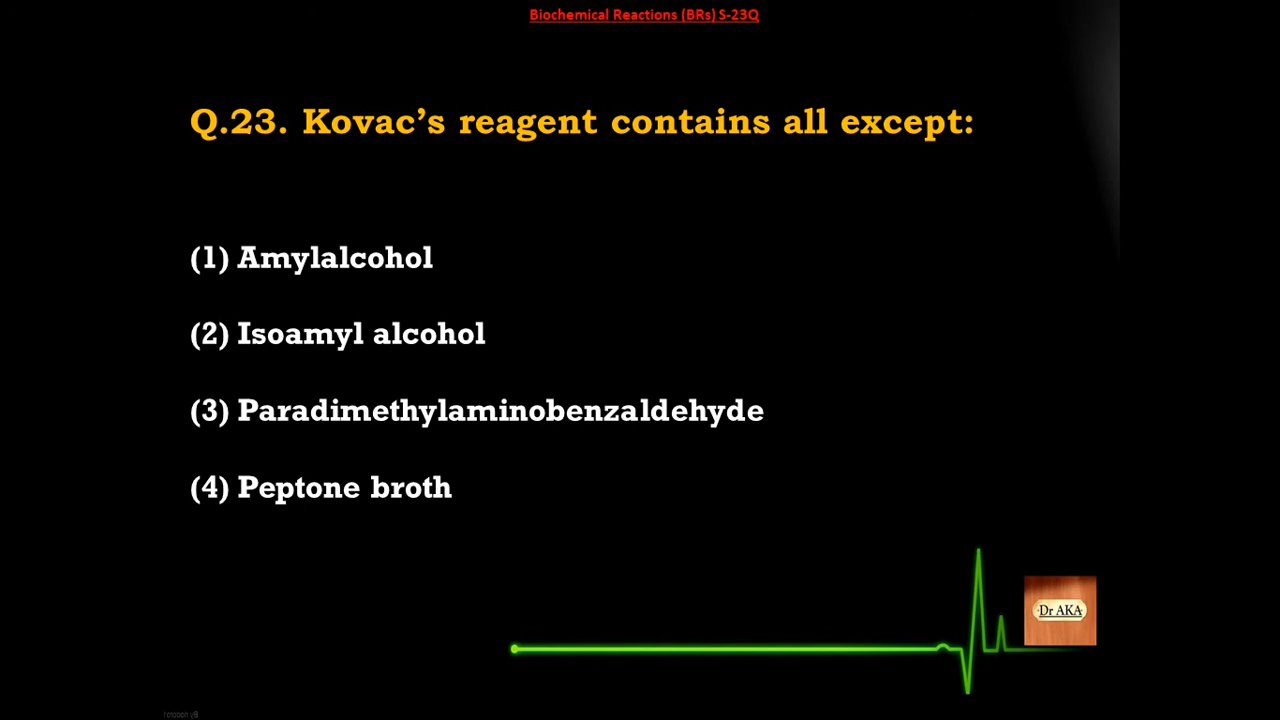 Biochemical Reactions (BRs) S-23Q
Q.23. Kovac’s reagent contains all except:
(1) Amylalcohol
(2) Isoamyl alcohol
(3) Paradimethylaminobenzaldehyde
(4) Peptone broth
Dr AKA